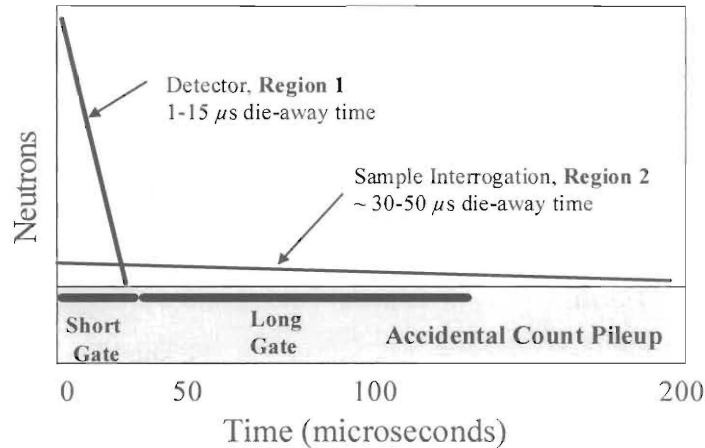 Detector, Region 1
1-15 μs die-away time
Sample Interrogation, Region 2
~ 30-50 μs die-away time
Neutrons
Short
Gate
Long
Gate
Accidental Count Pileup
0 50 100 200
Time (microseconds)